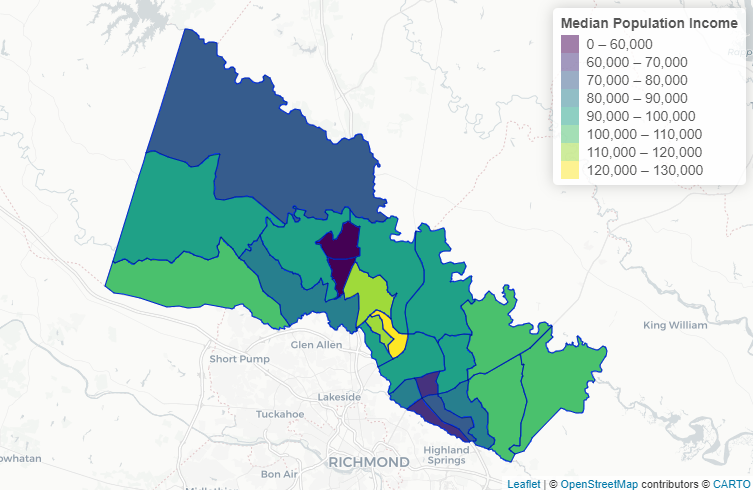 Median Population Income
0 – 60,000
60,000 – 70,000
70,000 – 80,000
80,000 – 90,000
90,000 – 100,000
100,000 – 110,000
110,000 – 120,000
120,000 – 130,000
King William
Glen Allen
Short Pump
Lakeside
Tuckahoe
Highland
Springs
RICHMOND
Bon Air
Leaflet | © OpenStreetMap contributors © CARTO